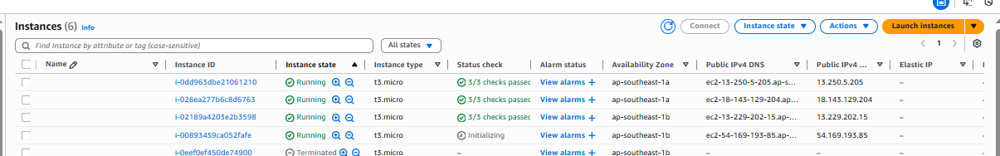 Instances (6) Info Connect Instance state Actions Launch instances
Find Instance by attribute or tag (case-sensitive) All states 1
Name Instance ID Instance state Instance type Status check Alarm status Availability Zone Public IPv4 DNS Public IPv4 ... Elastic IP
i-0dd963dbe21061210 Running t3.micro 3/3 checks passed View alarms + ap-southeast-1a ec2-13-250-5-205.ap-s... 13.250.5.205 –
i-026ea277b6c8d6763 Running t3.micro 3/3 checks passed View alarms + ap-southeast-1a ec2-18-143-129-204.ap... 18.143.129.204 –
i-02189a4203e2b3598 Running t3.micro 3/3 checks passed View alarms + ap-southeast-1b ec2-13-229-202-15.ap... 13.229.202.15 –
i-00893459ca052fafe Running t3.micro Initializing View alarms + ap-southeast-1b ec2-54-169-193-85.ap-... 54.169.193.85 –
i-0eef0ef450de74900 Terminated t3.micro – View alarms + ap-southeast-1b – – –